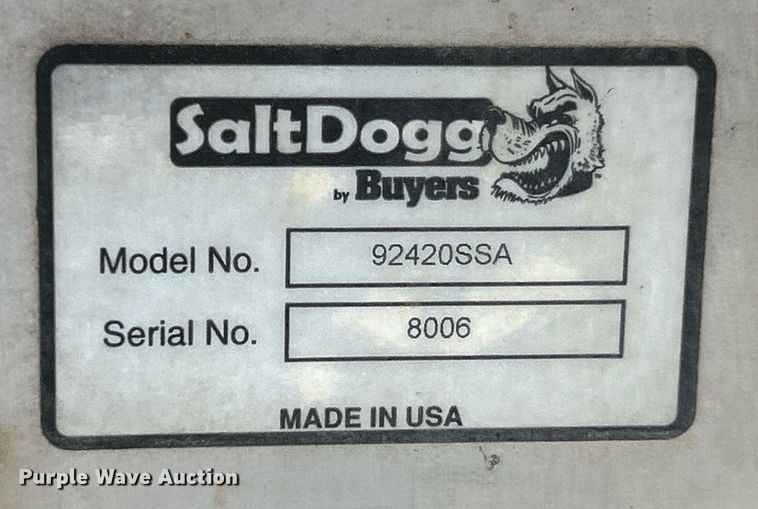 SaltDogg
by Buyers
Model No. 92420SSA
Serial No. 8006
MADE IN USA
Purple Wave Auction